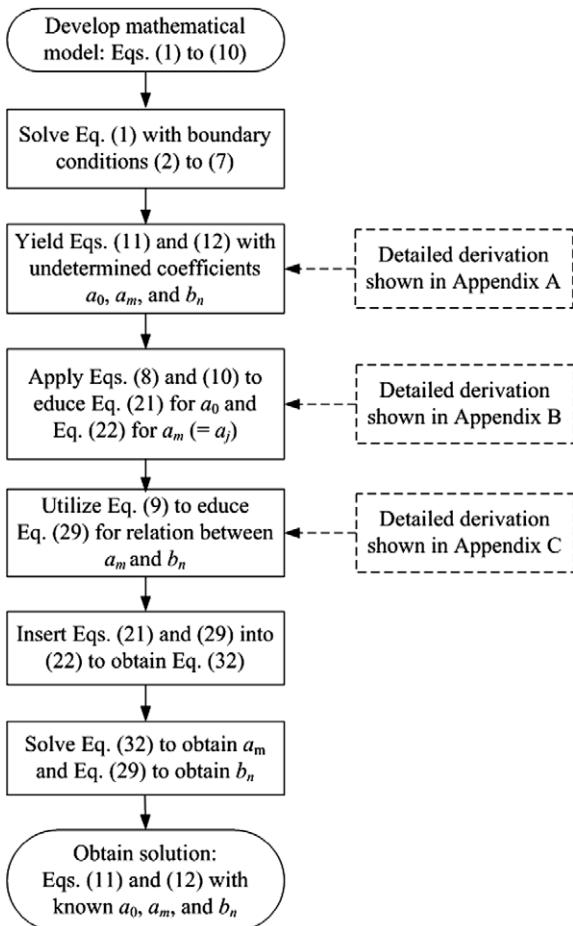 Develop mathematical
model: Eqs. (1) to (10)
Solve Eq. (1) with boundary
conditions (2) to (7)
Yield Eqs. (11) and (12) with
undetermined coefficients
a₀, aₘ, and bₙ
Detailed derivation
shown in Appendix A
Apply Eqs. (8) and (10) to
educe Eq. (21) for a₀ and
Eq. (22) for aₘ (= aⱼ)
Detailed derivation
shown in Appendix B
Utilize Eq. (9) to educe
Eq. (29) for relation between
aₘ and bₙ
Detailed derivation
shown in Appendix C
Insert Eqs. (21) and (29) into
(22) to obtain Eq. (32)
Solve Eq. (32) to obtain aₘ
and Eq. (29) to obtain bₙ
Obtain solution:
Eqs. (11) and (12) with
known a₀, aₘ, and bₙ